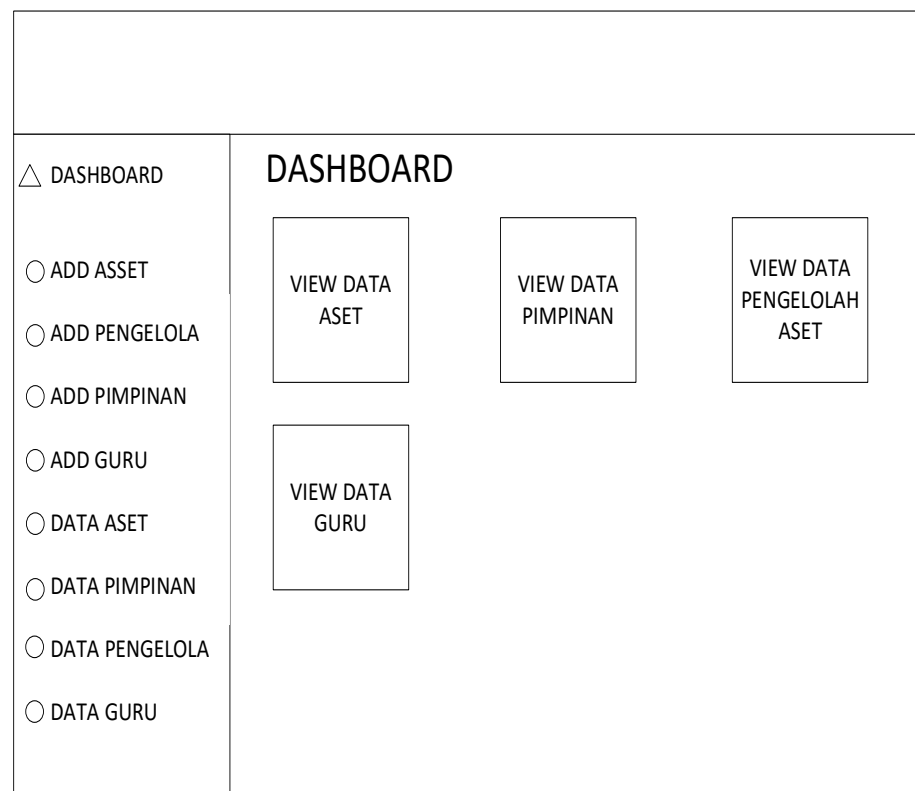 DASHBOARD
ADD ASSET
ADD PENGELOLA
ADD PIMPINAN
ADD GURU
DATA ASET
DATA PIMPINAN
DATA PENGELOLA
DATA GURU
DASHBOARD
VIEW DATA
ASET
VIEW DATA
PIMPINAN
VIEW DATA
PENGELOLAH
ASET
VIEW DATA
GURU